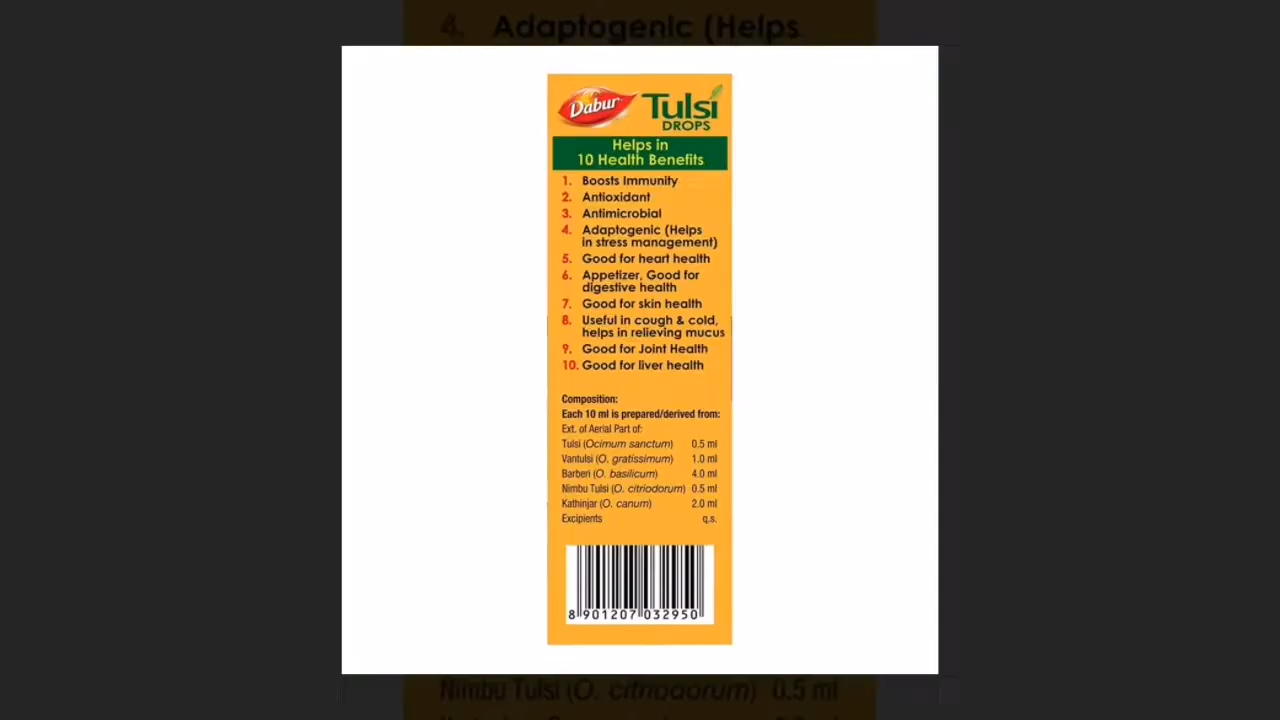 4. Adaptogenic (Helps
Dabur Tulsi
DROPS
Helps in
10 Health Benefits
1. Boosts Immunity
2. Antioxidant
3. Antimicrobial
4. Adaptogenic (Helps
in stress management)
5. Good for heart health
6. Appetizer, Good for
digestive health
7. Good for skin health
8. Useful in cough & cold,
helps in relieving mucus
9. Good for Joint Health
10. Good for liver health
Composition:
Each 10 ml is prepared/derived from:
Ext. of Aerial Part of:
Tulsi (Ocimum sanctum) 0.5 ml
Vantulsi (O. gratissimum) 1.0 ml
Barberi (O. basilicum) 4.0 ml
Nimbu Tulsi (O. citriodorum) 0.5 ml
Kathinjar (O. canum) 2.0 ml
Excipients q.s.
8 901207 032950
Nimbu Tulsi (O. citriodorum) 0.5 ml